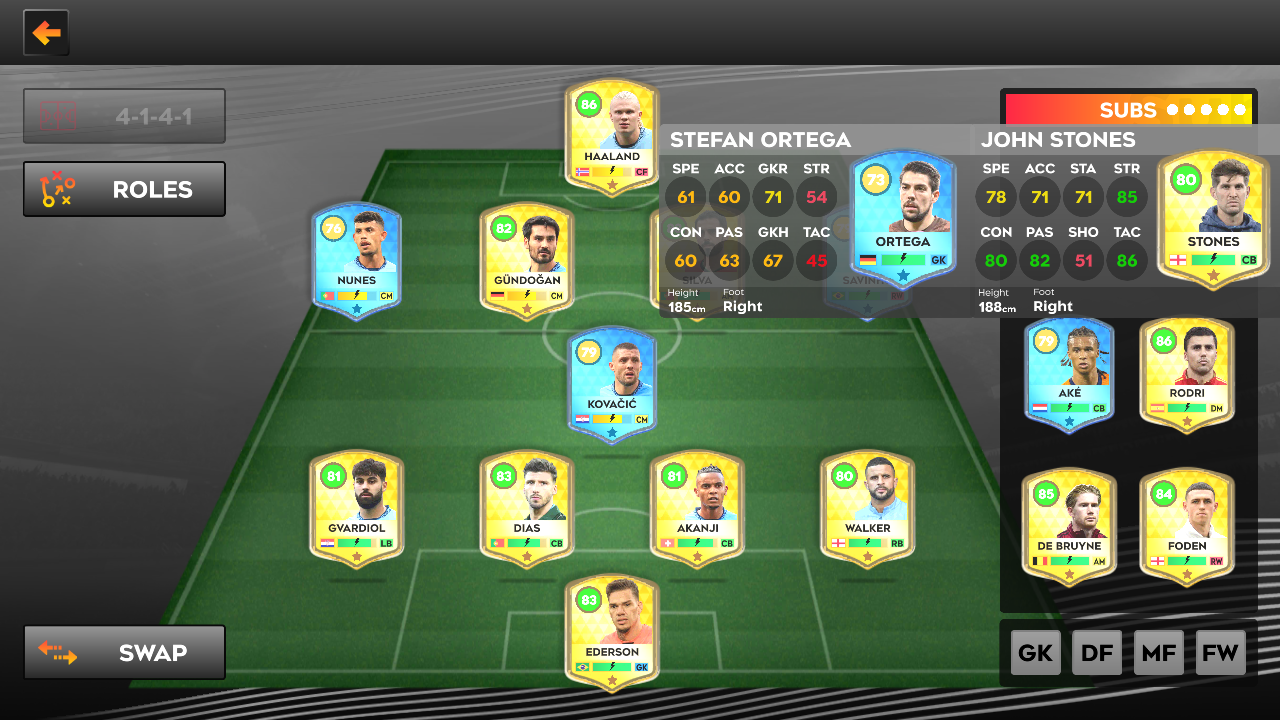 4-1-4-1
SUBS
ROLES
86
HAALAND
CF
STEFAN ORTEGA
SPE ACC GKR STR
61 60 71 54
CON PAS GKH TAC
60 63 67 45
Height Foot
185cm Right
73
ORTEGA
GK
JOHN STONES
SPE ACC STA STR
78 71 71 85
CON PAS SHO TAC
80 82 51 86
Height Foot
188cm Right
80
STONES
CB
76
NUNES
CM
82
GÜNDOĞAN
CM
SILVA
SAVIN
RW
79
KOVAČIĆ
CM
79
AKÉ
CB
86
RODRI
DM
81
GVARDIOL
LB
83
DIAS
CB
81
AKANJI
CB
80
WALKER
RB
85
DE BRUYNE
AM
84
FODEN
RW
83
EDERSON
GK
SWAP
GK DF MF FW